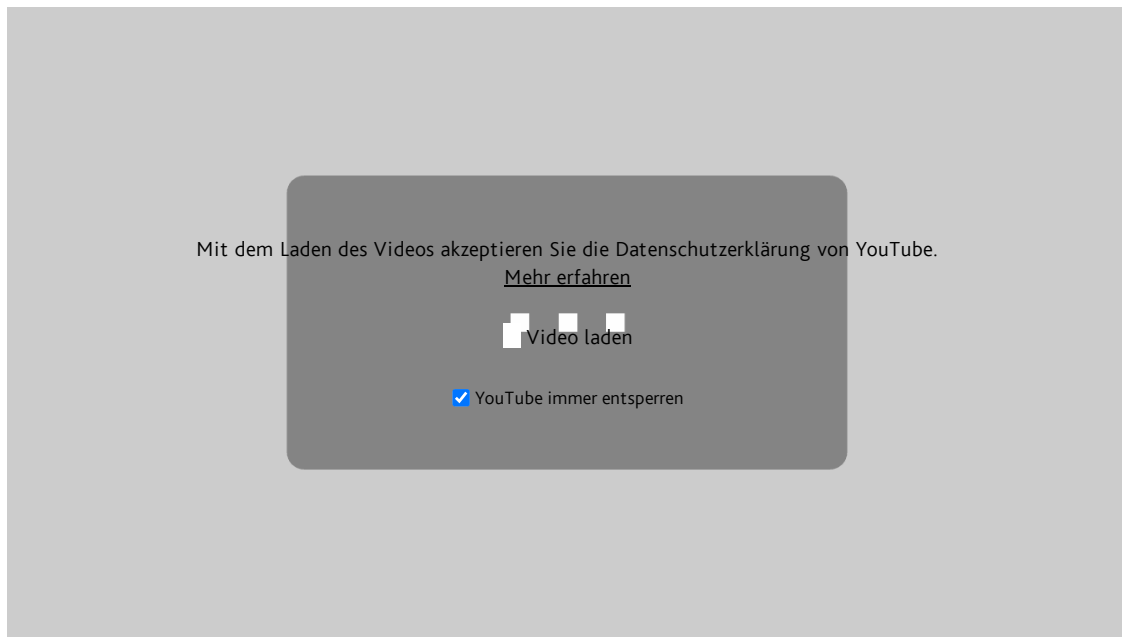 Mit dem Laden des Videos akzeptieren Sie die Datenschutzerklärung von YouTube.
Mehr erfahren
Video laden
YouTube immer entsperren